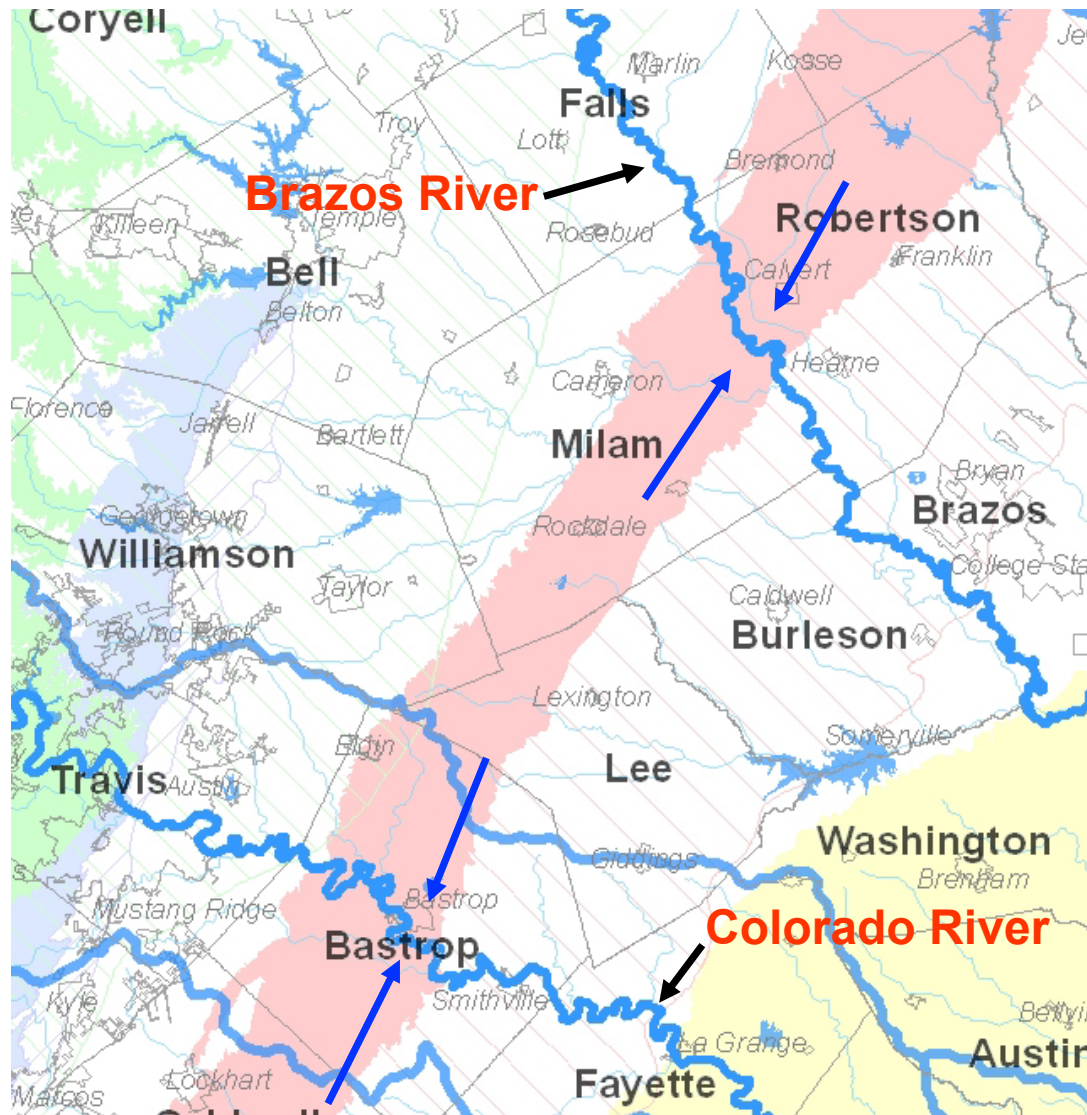 Coryell
Marlin
Kosse
Falls
Troy
Lott
Bremond
Brazos River
Killeen
Temple
Rosebud
Robertson
Franklin
Bell
Calvert
Belton
Hearne
Cameron
Florence
Jarrell
Bartlett
Milam
Bryan
Georgetown
Rockdale
Brazos
Williamson
College Sta
Taylor
Caldwell
Round Rock
Burleson
Lexington
Somerville
Elgin
Lee
Travis
Austin
Washington
Giddings
Brenham
Mustang Ridge
Bastrop
Colorado River
Bastrop
Smithville
Kyle
La Grange
Austin
Lockhart
Fayette